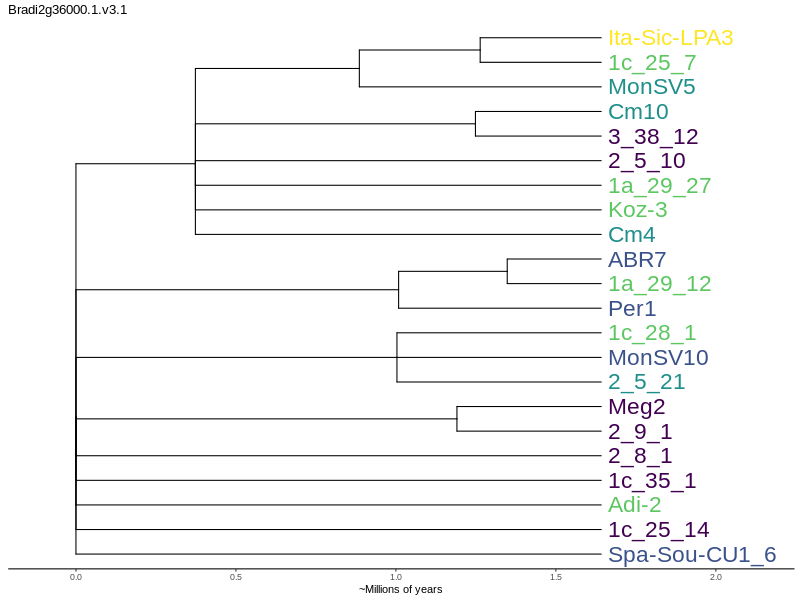 Bradi2g36000.1.v3.1
Ita-Sic-LPA3
1c_25_7
MonSV5
Cm10
3_38_12
2_5_10
1a_29_27
Koz-3
Cm4
ABR7
1a_29_12
Per1
1c_28_1
MonSV10
2_5_21
Meg2
2_9_1
2_8_1
1c_35_1
Adi-2
1c_25_14
Spa-Sou-CU1_6
0.0 0.5 1.0 1.5 2.0
~Millions of years